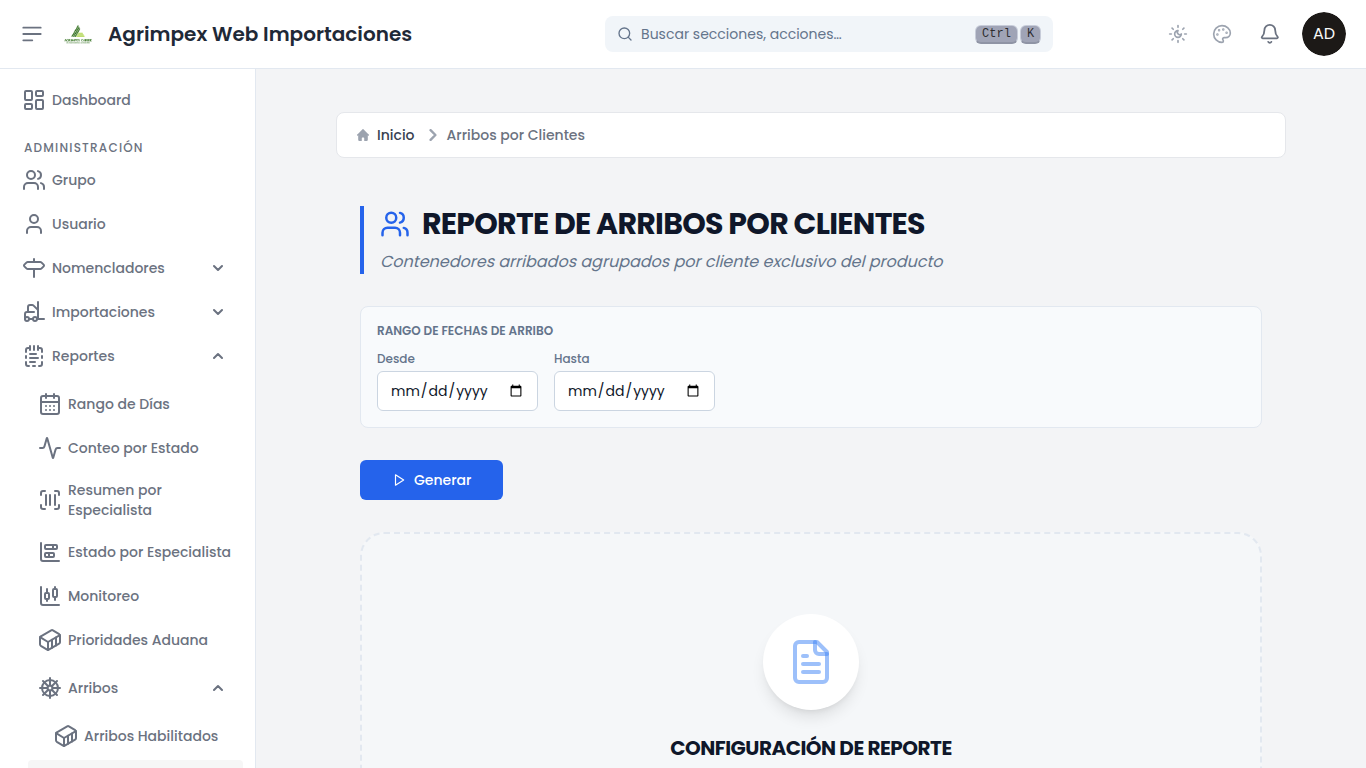 Agrimpex Web Importaciones
Buscar secciones, acciones...
Ctrl K
AD
Dashboard
ADMINISTRACIÓN
Grupo
Usuario
Nomencladores
Importaciones
Reportes
Rango de Días
Conteo por Estado
Resumen por
Especialista
Estado por Especialista
Monitoreo
Prioridades Aduana
Arribos
Arribos Habilitados
Inicio
Arribos por Clientes
REPORTE DE ARRIBOS POR CLIENTES
Contenedores arribados agrupados por cliente exclusivo del producto
RANGO DE FECHAS DE ARRIBO
Desde
Hasta
mm/dd/yyyy
mm/dd/yyyy
Generar
CONFIGURACIÓN DE REPORTE